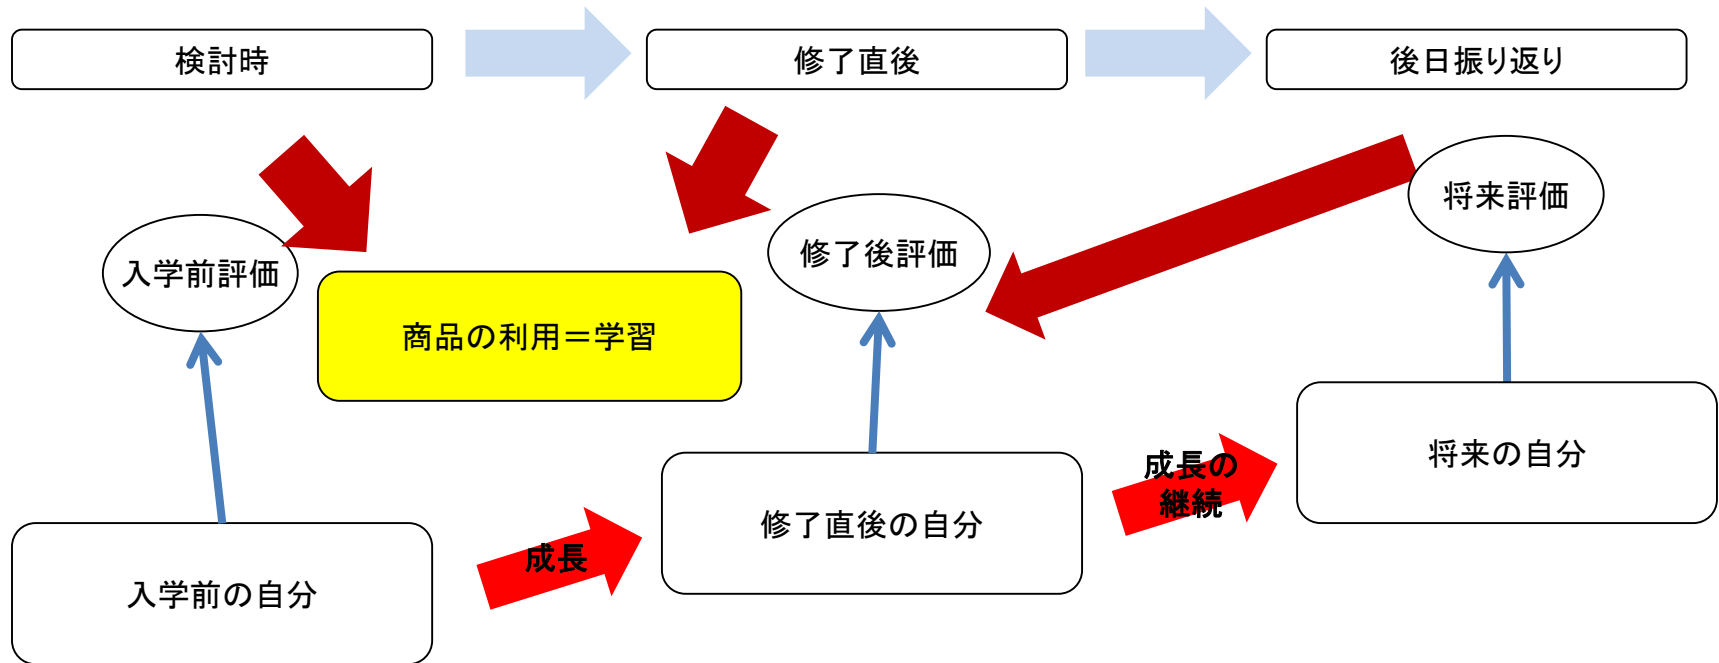 検討時
修了直後
後日振り返り
入学前評価
修了後評価
将来評価
商品の利用＝学習
入学前の自分
成長
修了直後の自分
成長の
継続
将来の自分